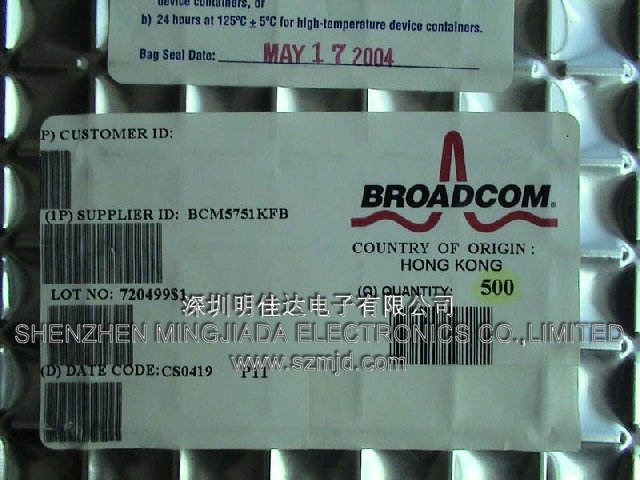 device containers, or
b) 24 hours at 125°C ± 5°C for high-temperature device containers.
Bag Seal Date: MAY 17 2004
P) CUSTOMER ID:
BROADCOM.
(1P) SUPPLIER ID: BCM5751KFB
COUNTRY OF ORIGIN :
HONG KONG
LOT NO: 720499S1
(Q) QUANTITY: 500
深圳明佳达电子有限公司
SHENZHEN MINGJIADA ELECTRONICS CO.,LIMITED
www.szmjd.com
(D) DATE CODE:CS0419 P11